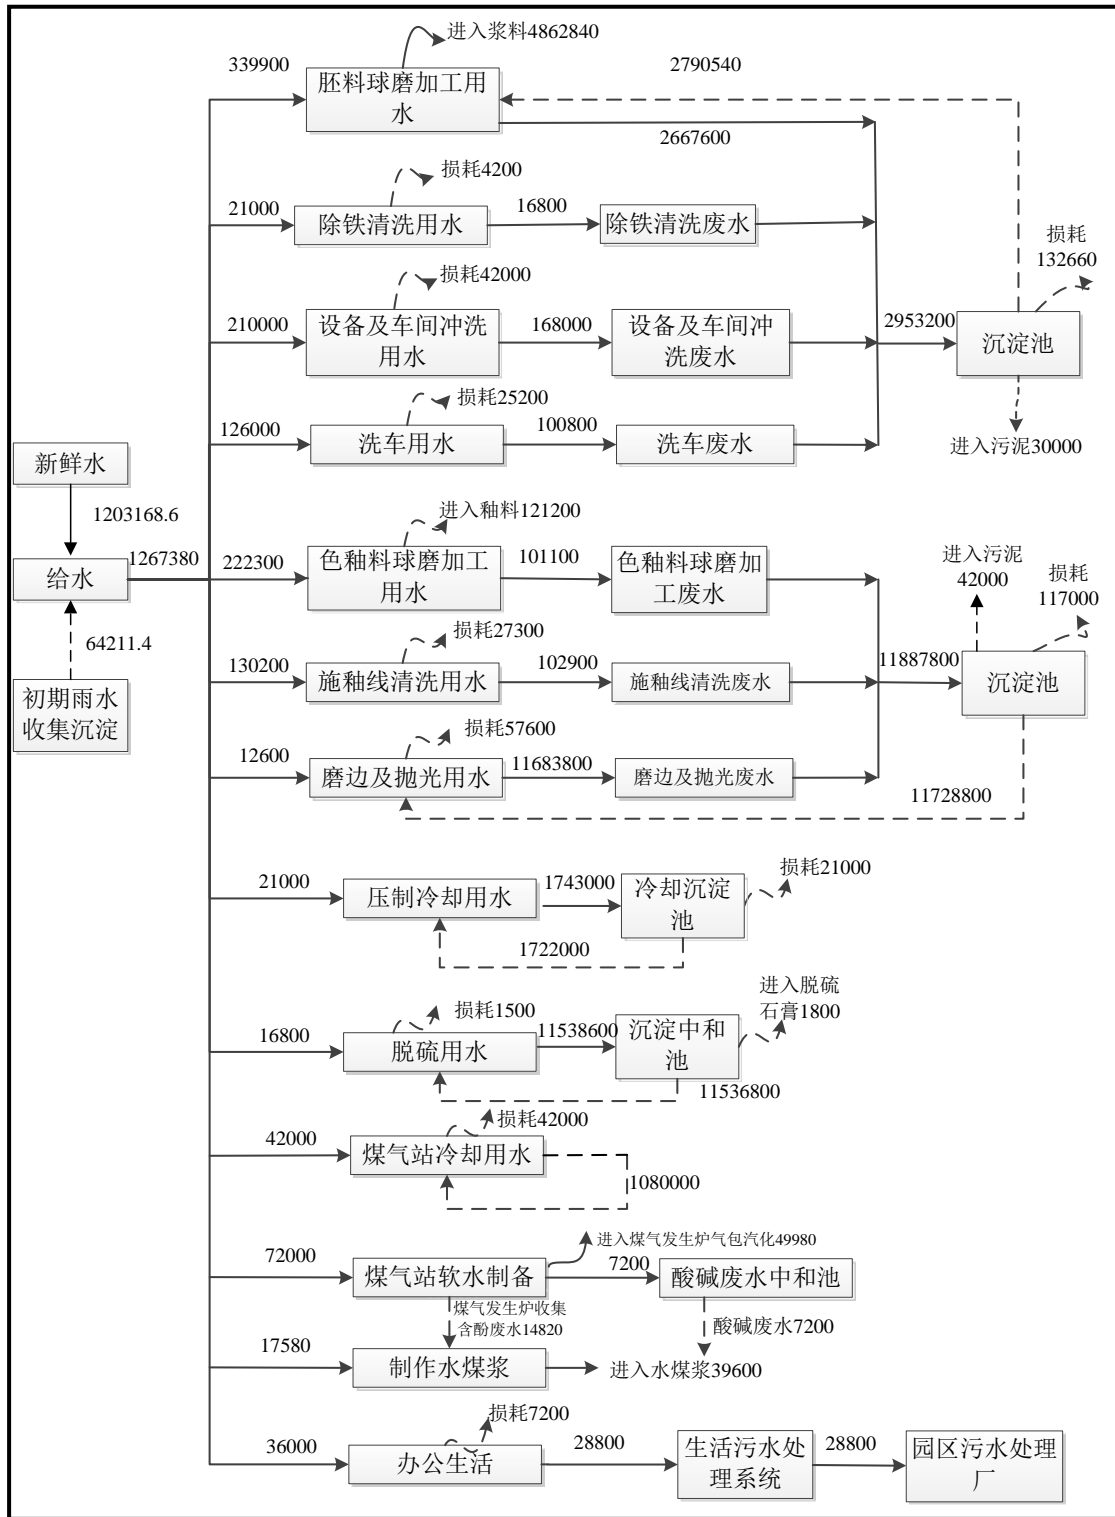 进入浆料4862840
339900
胚料球磨加工用
水
2790540
2667600
损耗4200
21000
除铁清洗用水
16800
除铁清洗废水
损耗
132660
损耗42000
210000
设备及车间冲洗
用水
168000
设备及车间冲
洗废水
2953200
沉淀池
损耗25200
126000
洗车用水
100800
洗车废水
进入污泥30000
新鲜水
1203168.6
进入釉料121200
1267380
给水
222300
色釉料球磨加工
用水
101100
色釉料球磨加
工废水
进入污泥
42000
损耗
117000
64211.4
损耗27300
130200
施釉线清洗用水
102900
施釉线清洗废水
11887800
沉淀池
初期雨水
收集沉淀
损耗57600
12600
磨边及抛光用水
11683800
磨边及抛光废水
11728800
21000
压制冷却用水
1743000
冷却沉淀
池
损耗21000
1722000
进入脱硫
石膏1800
损耗1500
16800
脱硫用水
11538600
沉淀中和
池
11536800
损耗42000
42000
煤气站冷却用水
1080000
进入煤气发生炉气包汽化49980
72000
煤气站软水制备
7200
酸碱废水中和池
煤气发生炉收集
含酚废水14820
酸碱废水7200
17580
制作水煤浆
进入水煤浆39600
损耗7200
36000
办公生活
28800
生活污水处
理系统
28800
园区污水处理
厂